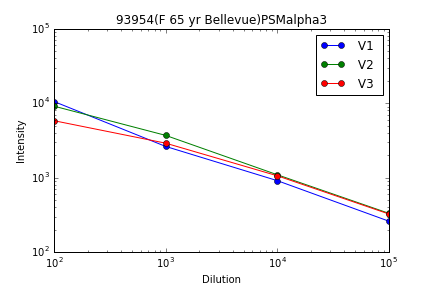 93954(F 65 yr Bellevue)PSMalpha3
10^5
10^4
10^3
10^2
Intensity
V1
V2
V3
10^2 10^3 10^4 10^5
Dilution